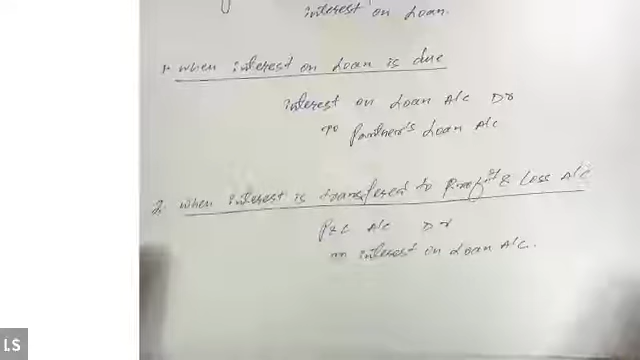 interest on Loan.
1. when interest on Loan is due
interest on Loan A/c Dr
To Partner's Loan A/c
2. when interest is transfered to Profit & Loss A/c
P&L A/c Dr
To interest on Loan A/c.
LS